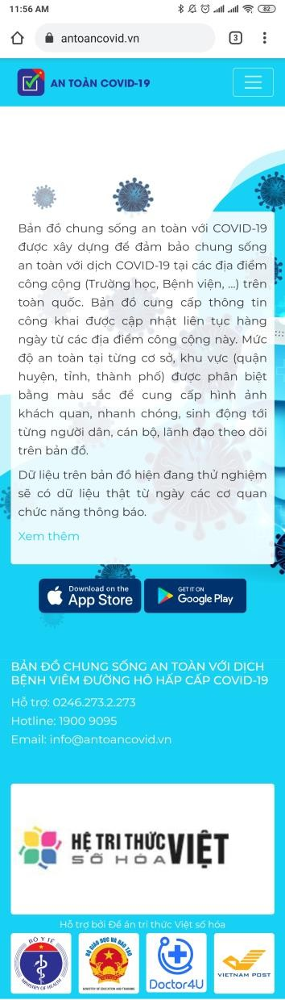 11:56 AM
82
antoancovid.vn
3
AN TOÀN COVID-19
Bản đồ chung sống an toàn với COVID-19
được xây dựng để đảm bảo chung sống
an toàn với dịch COVID-19 tại các địa điểm
công cộng (Trường học, Bệnh viện, ...) trên
toàn quốc. Bản đồ cung cấp thông tin
công khai được cập nhật liên tục hàng
ngày từ các địa điểm công cộng này. Mức
độ an toàn tại từng cơ sở, khu vực (quận
huyện, tỉnh, thành phố) được phân biệt
bằng màu sắc để cung cấp hình ảnh
khách quan, nhanh chóng, sinh động tới
từng người dân, cán bộ, lãnh đạo theo dõi
trên bản đồ.
Dữ liệu trên bản đồ hiện đang thử nghiệm
sẽ có dữ liệu thật từ ngày các cơ quan
chức năng thông báo.
Xem thêm
Download on the
App Store
GET IT ON
Google Play
BẢN ĐỒ CHUNG SỐNG AN TOÀN VỚI DỊCH
BỆNH VIÊM ĐƯỜNG HÔ HẤP CẤP COVID-19
Hỗ trợ: 0246.273.2.273
Hotline: 1900 9095
Email: info@antoancovid.vn
HỆ TRI THỨC
SỐ HÓA
VIỆT
Hỗ trợ bởi Đề án tri thức Việt số hóa
BỘ Y TẾ
MINISTRY OF HEALTH
BỘ GIÁO DỤC VÀ ĐÀO TẠO
MINISTRY OF EDUCATION AND TRAINING
Doctor4U
VIETNAM POST